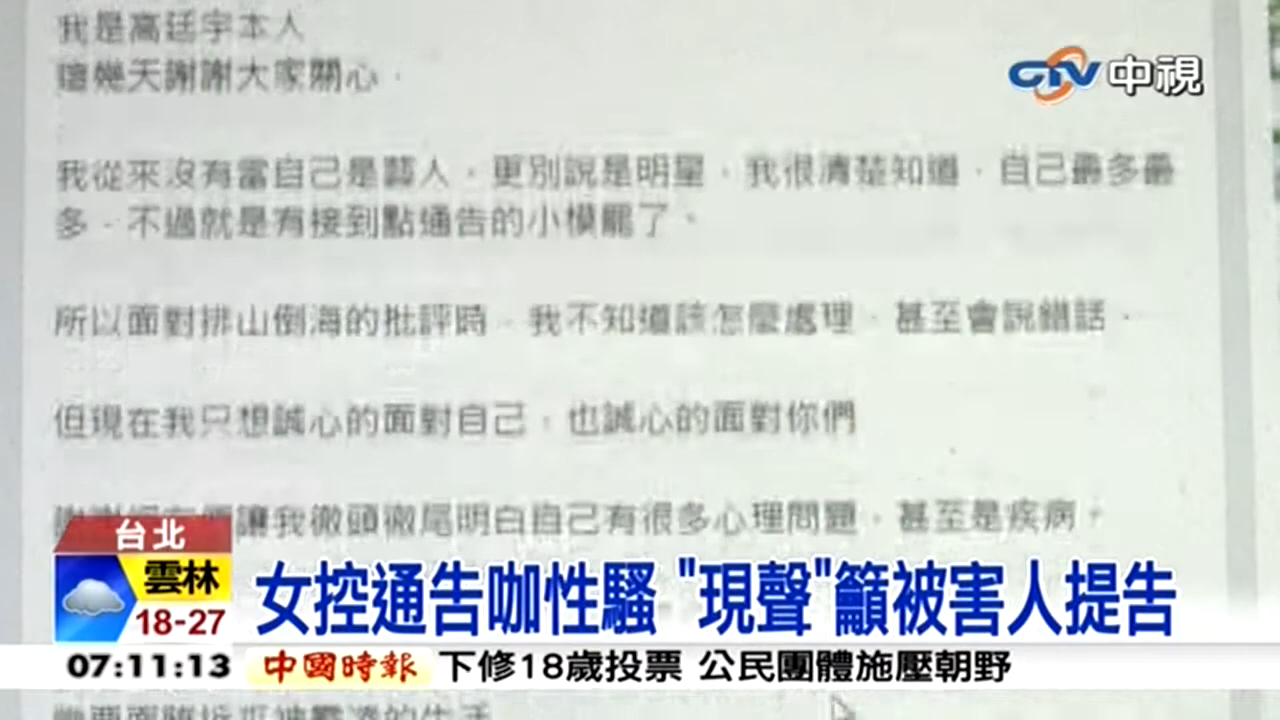 我是高廷宇本人
這幾天謝謝大家關心.
CTV中視
我從來沒有當自己是藝人,更別說是明星,我很清楚知道,自己最多最
多,不過就是有接到點通告的小模罷了。
所以面對排山倒海的批評時,我不知道該怎麼處理,甚至會說錯話.
但現在我只想誠心的面對自己,也誠心的面對你們
讓我徹頭徹尾明白自己有很多心理問題,甚至是疾病,
台北
雲林
18-27
女控通告咖性騷 "現聲"籲被害人提告
07:11:13 中國時報 下修18歲投票 公民團體施壓朝野
的生活